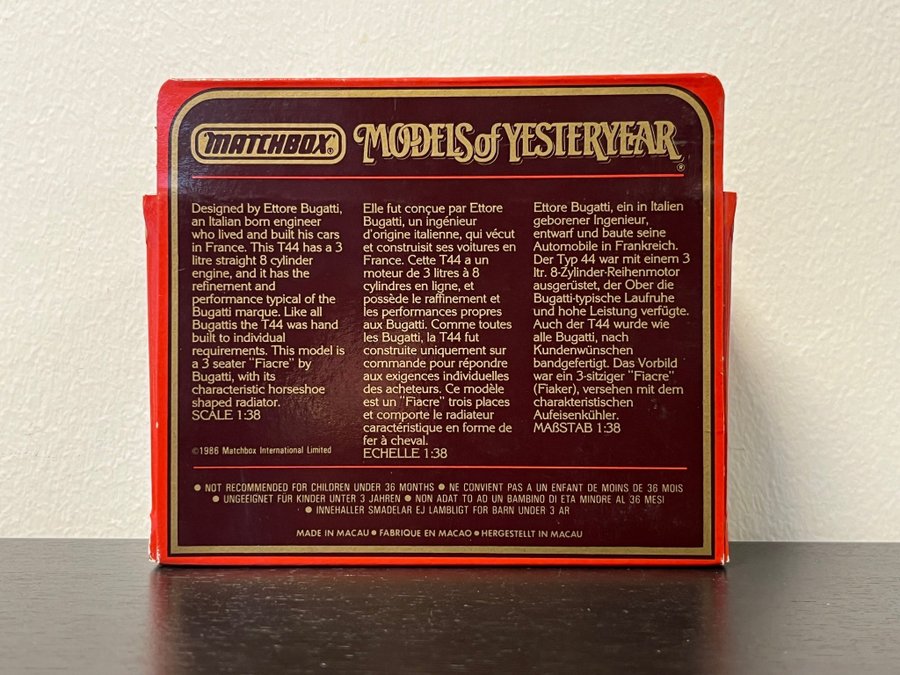 MATCHBOX®
MODELS of YESTERYEAR®
Designed by Ettore Bugatti,
an Italian born engineer
who lived and built his cars
in France. This T44 has a 3
litre straight 8 cylinder
engine, and it has the
refinement and
performance typical of the
Bugatti marque. Like all
Bugattis the T44 was hand
built to individual
requirements. This model is
a 3 seater "Fiacre" by
Bugatti, with its
characteristic horseshoe
shaped radiator.
SCALE 1:38
©1986 Matchbox International Limited
Elle fut conçue par Ettore
Bugatti, un ingénieur
d'origine italienne, qui vécut
et construisit ses voitures en
France. Cette T44 a un
moteur de 3 litres à 8
cylindres en ligne, et
possède le raffinement et
les performances propres
aux Bugatti. Comme toutes
les Bugatti, la T44 fut
construite uniquement sur
commande pour répondre
aux exigences individuelles
des acheteurs. Ce modèle
est un "Fiacre" trois places
et comporte le radiateur
caractéristique en forme de
fer à cheval.
ECHELLE 1:38
Ettore Bugatti, ein in Italien
geborener Ingenieur,
entwarf und baute seine
Automobile in Frankreich.
Der Typ 44 war mit einem 3
ltr. 8-Zylinder-Reihenmotor
ausgerüstet, der Ober die
Bugatti-typische Laufruhe
und hohe Leistung verfügte.
Auch der T44 wurde wie
alle Bugatti, nach
Kundenwünschen
handgefertigt. Das Vorbild
war ein 3-sitziger "Fiacre"
(Fiaker), versehen mit dem
charakteristischen
Aufeisenkühler.
MAßSTAB 1:38
● NOT RECOMMENDED FOR CHILDREN UNDER 36 MONTHS ● NE CONVIENT PAS A UN ENFANT DE MOINS DE 36 MOIS
● UNGEEIGNET FÜR KINDER UNTER 3 JAHREN ● NON ADAT TO AD UN BAMBINO DI ETA MINORE AL 36 MESI
● INNEHALLER SMADELAR EJ LAMBLIGT FOR BARN UNDER 3 AR
MADE IN MACAU ● FABRIQUE EN MACAO ● HERGESTELLT IN MACAU